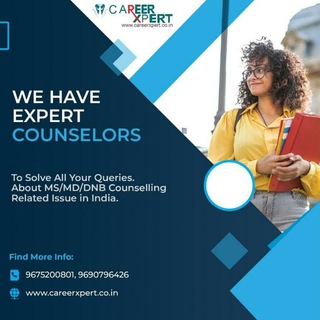 CAREER
XPERT
www.careerxpert.co.in
WE HAVE
EXPERT
COUNSELORS
To Solve All Your Queries.
About MS/MD/DNB Counselling
Related Issue in India.
Find More Info:
9675200801, 9690796426
www.careerxpert.co.in